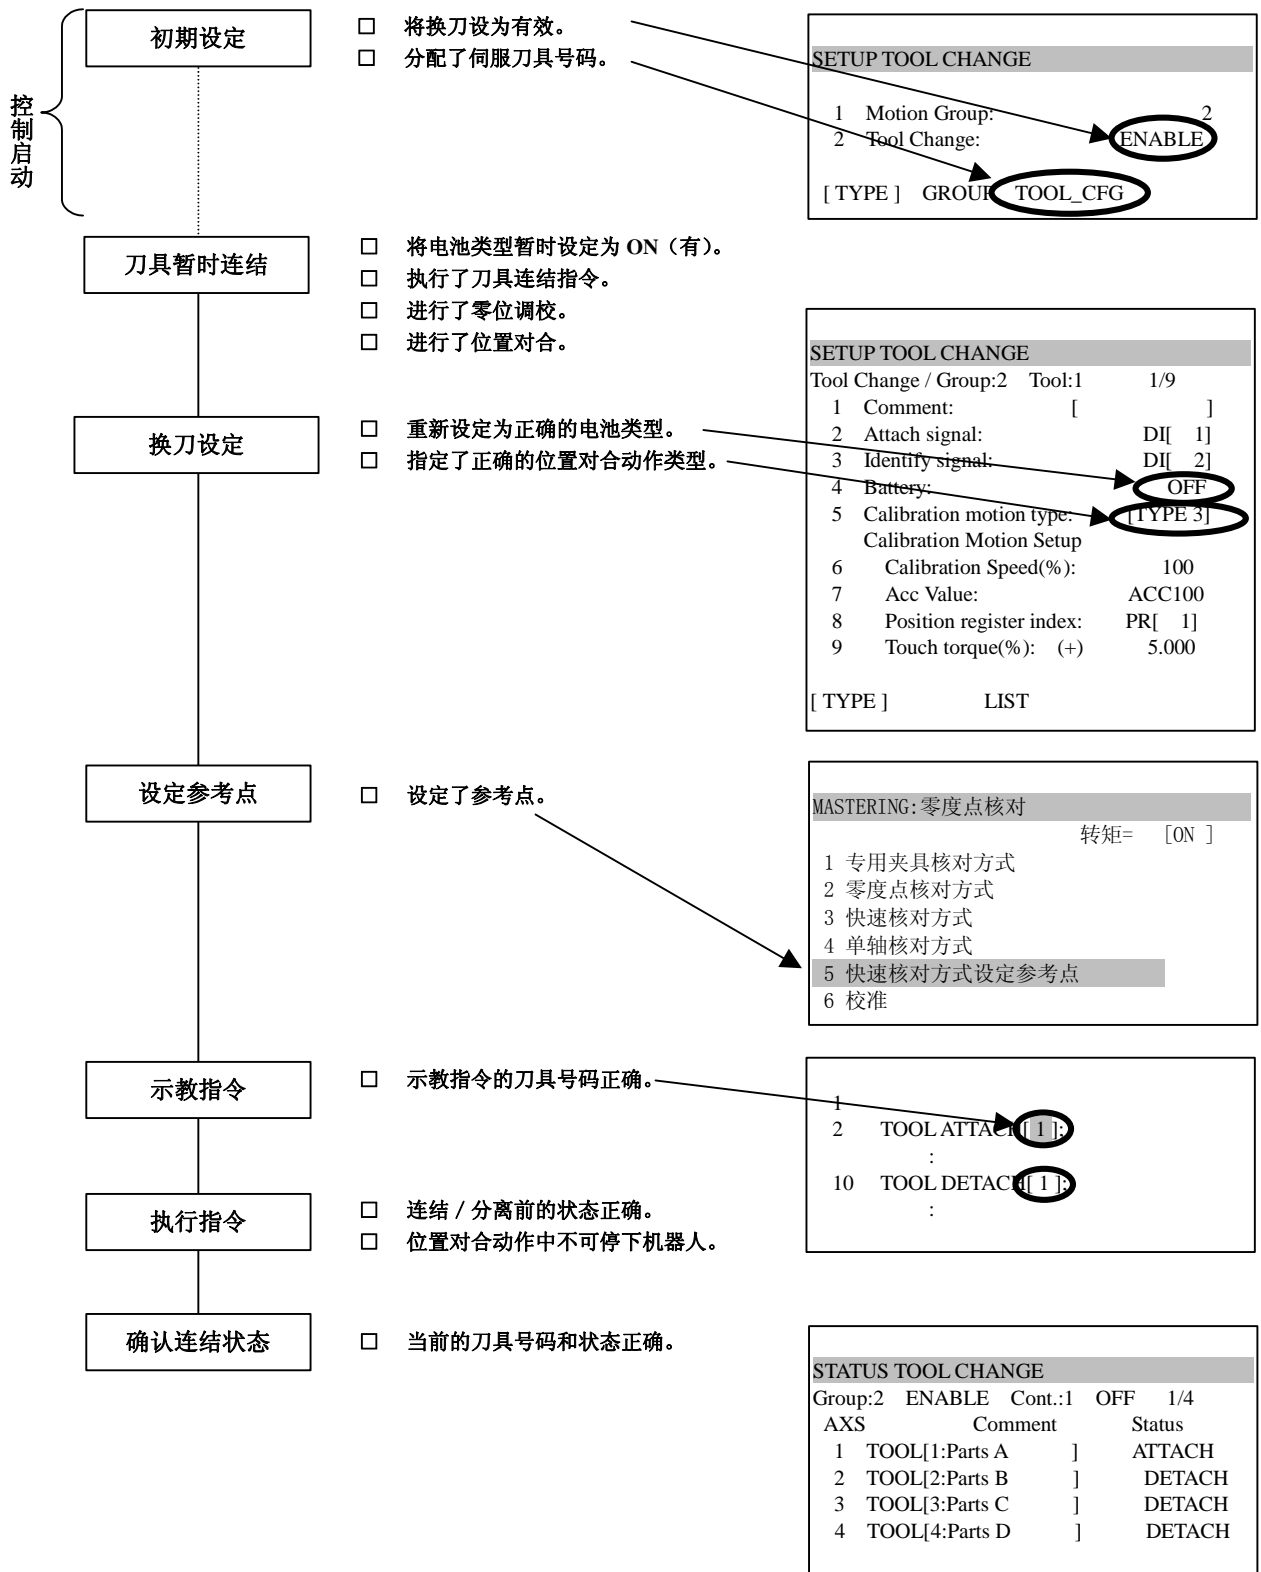 控制启动
初期设定
□ 将换刀设为有效。
□ 分配了伺服刀具号码。
SETUP TOOL CHANGE
1 Motion Group: 2
2 Tool Change: ENABLE
[ TYPE ] GROUP TOOL_CFG
刀具暂时连结
□ 将电池类型暂时设定为 ON（有）。
□ 执行了刀具连结指令。
□ 进行了零位调校。
□ 进行了位置对合。
换刀设定
□ 重新设定为正确的电池类型。
□ 指定了正确的位置对合动作类型。
SETUP TOOL CHANGE
Tool Change / Group:2 Tool:1 1/9
1 Comment: [ ]
2 Attach signal: DI[ 1]
3 Identify signal: DI[ 2]
4 Battery: OFF
5 Calibration motion type: [TYPE 3]
Calibration Motion Setup
6 Calibration Speed(%): 100
7 Acc Value: ACC100
8 Position register index: PR[ 1]
9 Touch torque(%): (+) 5.000
[ TYPE ] LIST
设定参考点
□ 设定了参考点。
MASTERING:零度点核对
转矩= [ON ]
1 专用夹具核对方式
2 零度点核对方式
3 快速核对方式
4 单轴核对方式
5 快速核对方式设定参考点
6 校准
示教指令
□ 示教指令的刀具号码正确。
1
2 TOOL ATTACH[ 1 ];
:
10 TOOL DETACH[ 1 ];
:
执行指令
□ 连结 / 分离前的状态正确。
□ 位置对合动作中不可停下机器人。
确认连结状态
□ 当前的刀具号码和状态正确。
STATUS TOOL CHANGE
Group:2 ENABLE Cont.:1 OFF 1/4
AXS Comment Status
1 TOOL[1:Parts A ] ATTACH
2 TOOL[2:Parts B ] DETACH
3 TOOL[3:Parts C ] DETACH
4 TOOL[4:Parts D ] DETACH